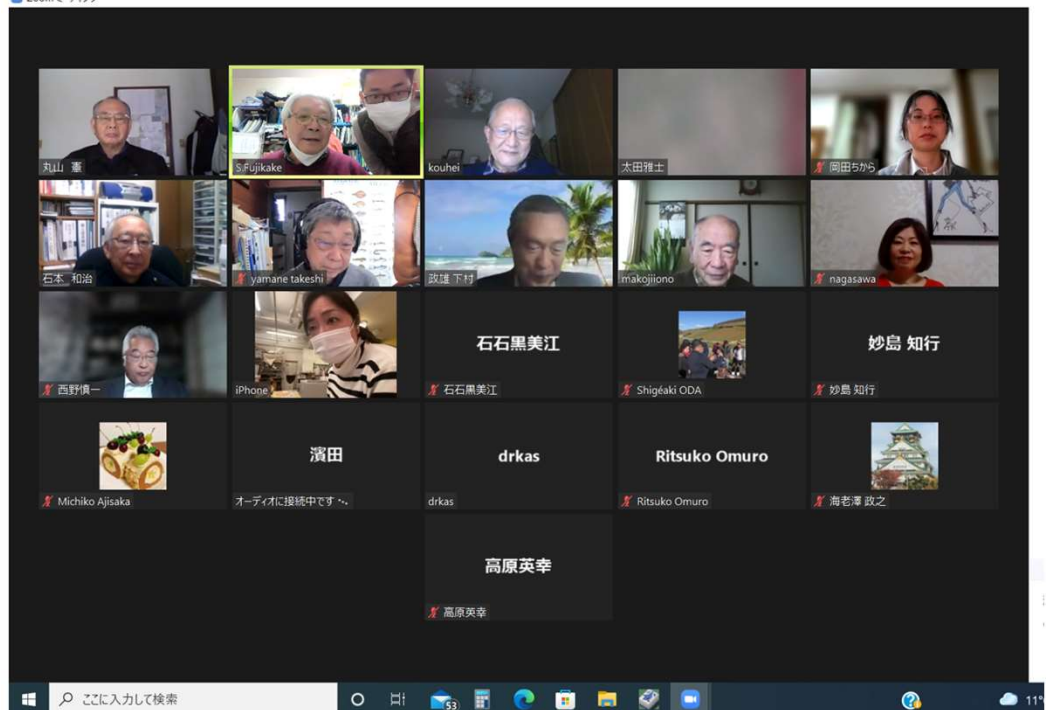 丸山 憲
S.Fujikake
kouhei
太田雅士
岡田ちから
石本 和治
yamane takeshi
政雄 下村
makojiiono
nagasawa
西野慎一
iPhone
石石黒美江
石石黒美江
Shigéaki ODA
妙島 知行
妙島 知行
Michiko Ajisaka
濱田
オーディオに接続中です
drkas
drkas
Ritsuko Omuro
Ritsuko Omuro
海老澤 政之
高原英幸
高原英幸
ここに入力して検索
53
11°